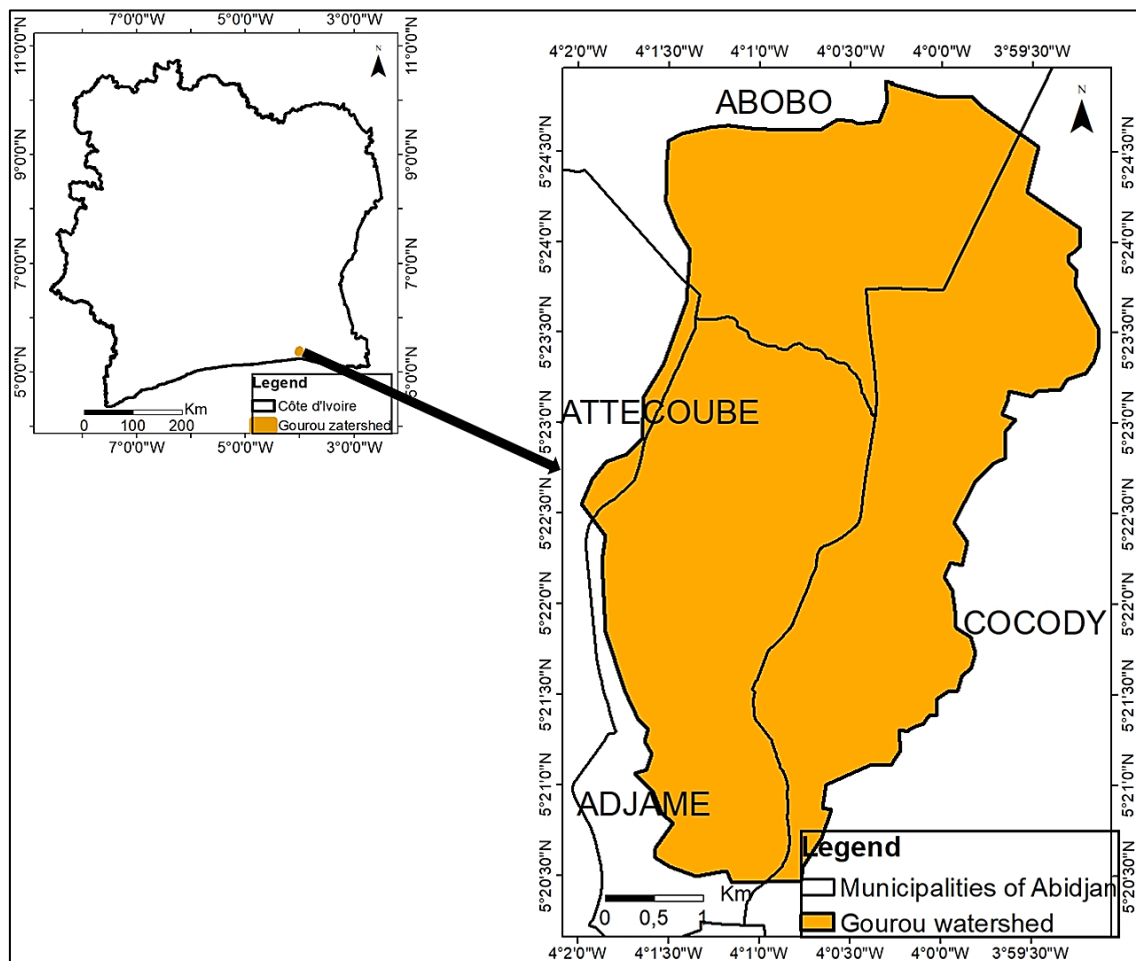 7°0'0"W 5°0'0"W 3°0'0"W
11°0'0"N
9°0'0"N
7°0'0"N
5°0'0"N
N
11°0'0"N
9°0'0"N
7°0'0"N
5°0'0"N
Legend
Côte d'Ivoire
Gourou zatershed
Km
0 100 200
7°0'0"W 5°0'0"W 3°0'0"W
4°2'0"W 4°1'30"W 4°1'0"W 4°0'30"W 4°0'0"W 3°59'30"W
5°24'30"N
5°24'0"N
5°23'30"N
5°23'0"N
5°22'30"N
5°22'0"N
5°21'30"N
5°21'0"N
5°20'30"N
ABOBO
N
ATTECOUBE
COCODY
ADJAME
5°24'30"N
5°24'0"N
5°23'30"N
5°23'0"N
5°22'30"N
5°22'0"N
5°21'30"N
5°21'0"N
5°20'30"N
Km
0 0,5 1
Legend
Municipalities of Abidjan
Gourou watershed
4°2'0"W 4°1'30"W 4°1'0"W 4°0'30"W 4°0'0"W 3°59'30"W